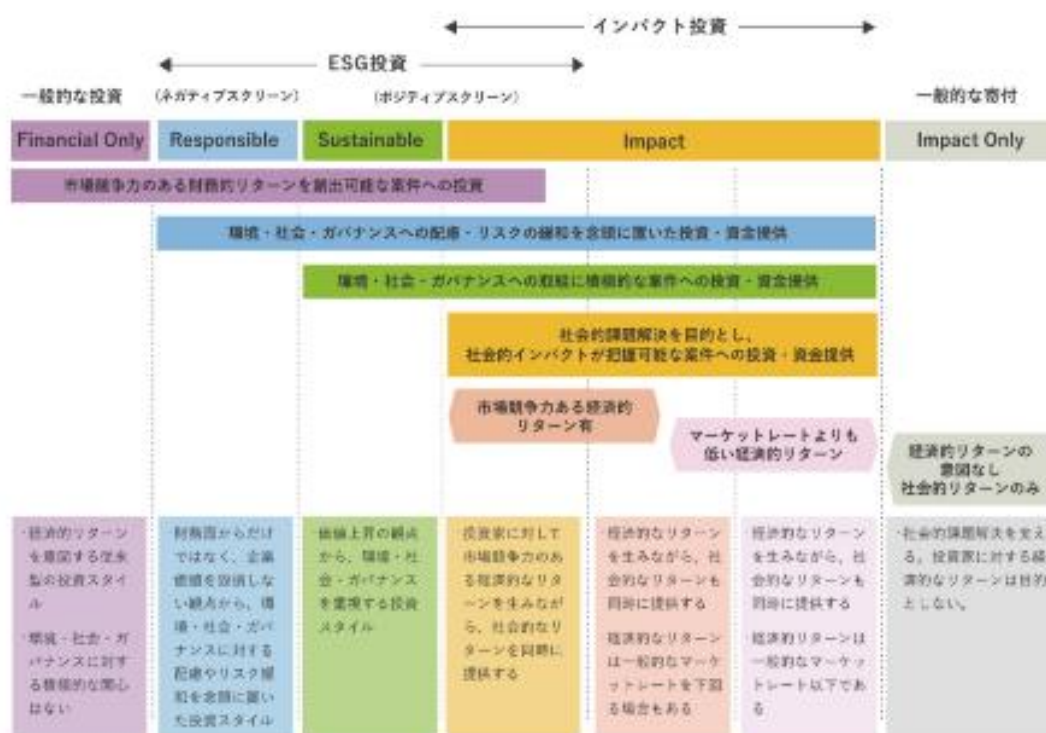 インパクト投資
ESG投資
一般的な投資
(ネガティブスクリーン)
(ポジティブスクリーン)
一般的な寄付
Financial Only
Responsible
Sustainable
Impact
Impact Only
市場競争力のある財務的リターンを創出可能な案件への投資
環境・社会・ガバナンスへの配慮・リスクの緩和を念頭に置いた投資・資金提供
環境・社会・ガバナンスへの取組に積極的な案件への投資・資金提供
社会的課題解決を目的とし、
社会的インパクトが把握可能な案件への投資・資金提供
市場競争力ある経済的
リターン有
マーケットレートよりも
低い経済的リターン
経済的リターンの
意図なし
社会的リターンのみ
・経済的リターン
を意図する従来
型の投資スタイ
ル
・環境・社会・ガ
バナンスに対す
る積極的な関心
はない
財務面からだけ
ではなく、企業
価値を毀損しな
い観点から、環
境・社会・ガバ
ナンスに対する
配慮やリスク緩
和を念頭に置い
た投資スタイル
価値上昇の観点
から、環境・社
会・ガバナンス
を重視する投資
スタイル
投資家に対して
市場競争力のあ
る経済的なリタ
ーンを生みなが
ら、社会的なリ
ターンを同時に
提供する
経済的なリターン
を生みながら、社
会的なリターンも
同時に提供する
経済的なリターン
は一般的なマーケ
ットレートを下回
る場合もある
経済的なリターン
を生みながら、社
会的なリターンも
同時に提供する
経済的リターンは
一般的なマーケッ
トレート以下であ
る
・社会的課題解決を支え
る。投資家に対する経
済的なリターンは目的
としない。